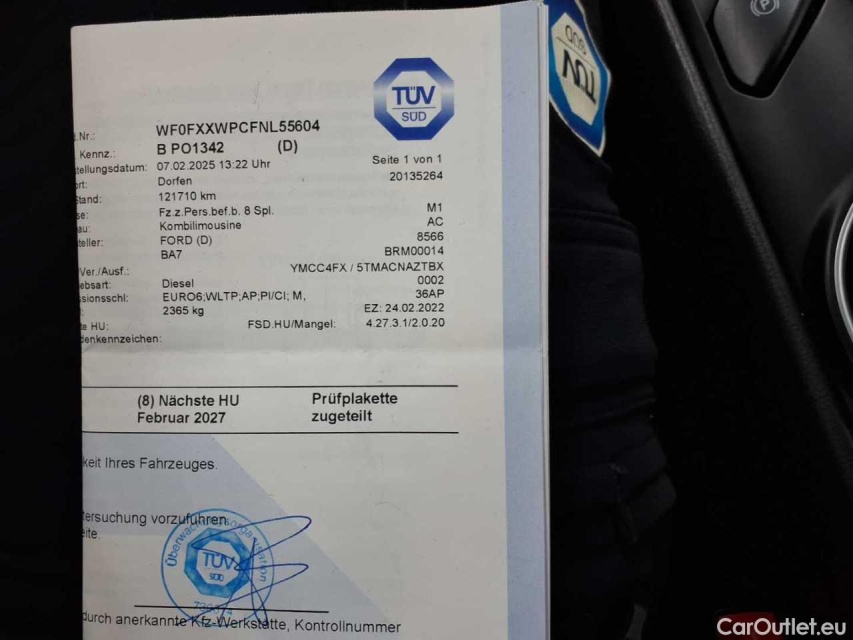 TÜV
SÜD
TÜV
SÜD
.Nr.: WF0FXXWPCFNL55604
Kennz.: B PO1342 (D)
tellungsdatum: 07.02.2025 13:22 Uhr Seite 1 von 1
rt: Dorfen 20135264
stand: 121710 km
se: Fz.z.Pers.bef.b. 8 Spl. M1
au: Kombilimousine AC
teller: FORD (D) 8566
BA7 BRM00014
Ver./Ausf.: YMCC4FX / 5TMACNAZTBX
ebsart: Diesel 0002
sionsschl: EURO6;WLTP;AP;PI/CI; M, 36AP
: 2365 kg EZ: 24.02.2022
e HU: FSD.HU/Mangel: 4.27.3.1/2.0.20
denkennzeichen:
(8) Nächste HU Prüfplakette
Februar 2027 zugeteilt
keit Ihres Fahrzeuges.
ersuchung vorzuführen
eite.
Überwachungsorganisation
TÜV
SÜD
durch anerkannte Kfz-Werkstätte, Kontrollnummer
CarOutlet.eu